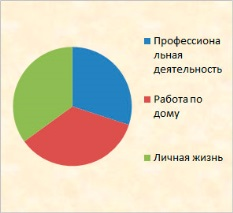 Профессиона
льная
деятельность
Работа по
дому
Личная жизнь